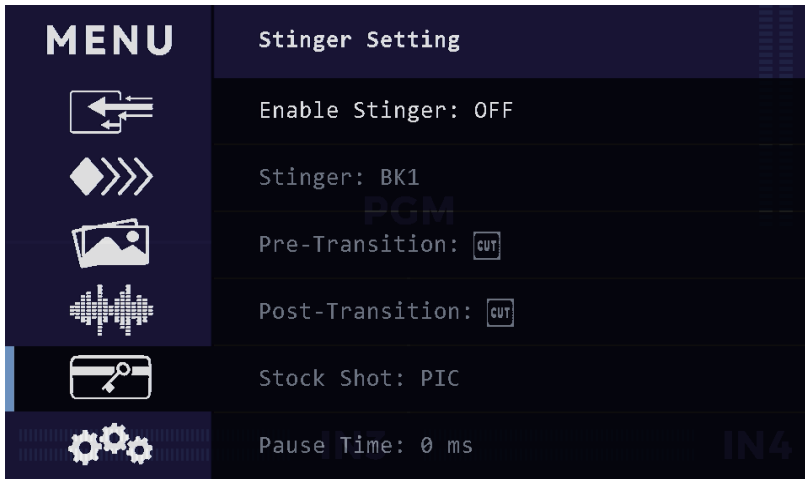 MENU
Stinger Setting
Enable Stinger: OFF
Stinger: BK1
PGM
Pre-Transition: CUT
Post-Transition: CUT
Stock Shot: PIC
Pause Time: 0 ms
IN3
IN4